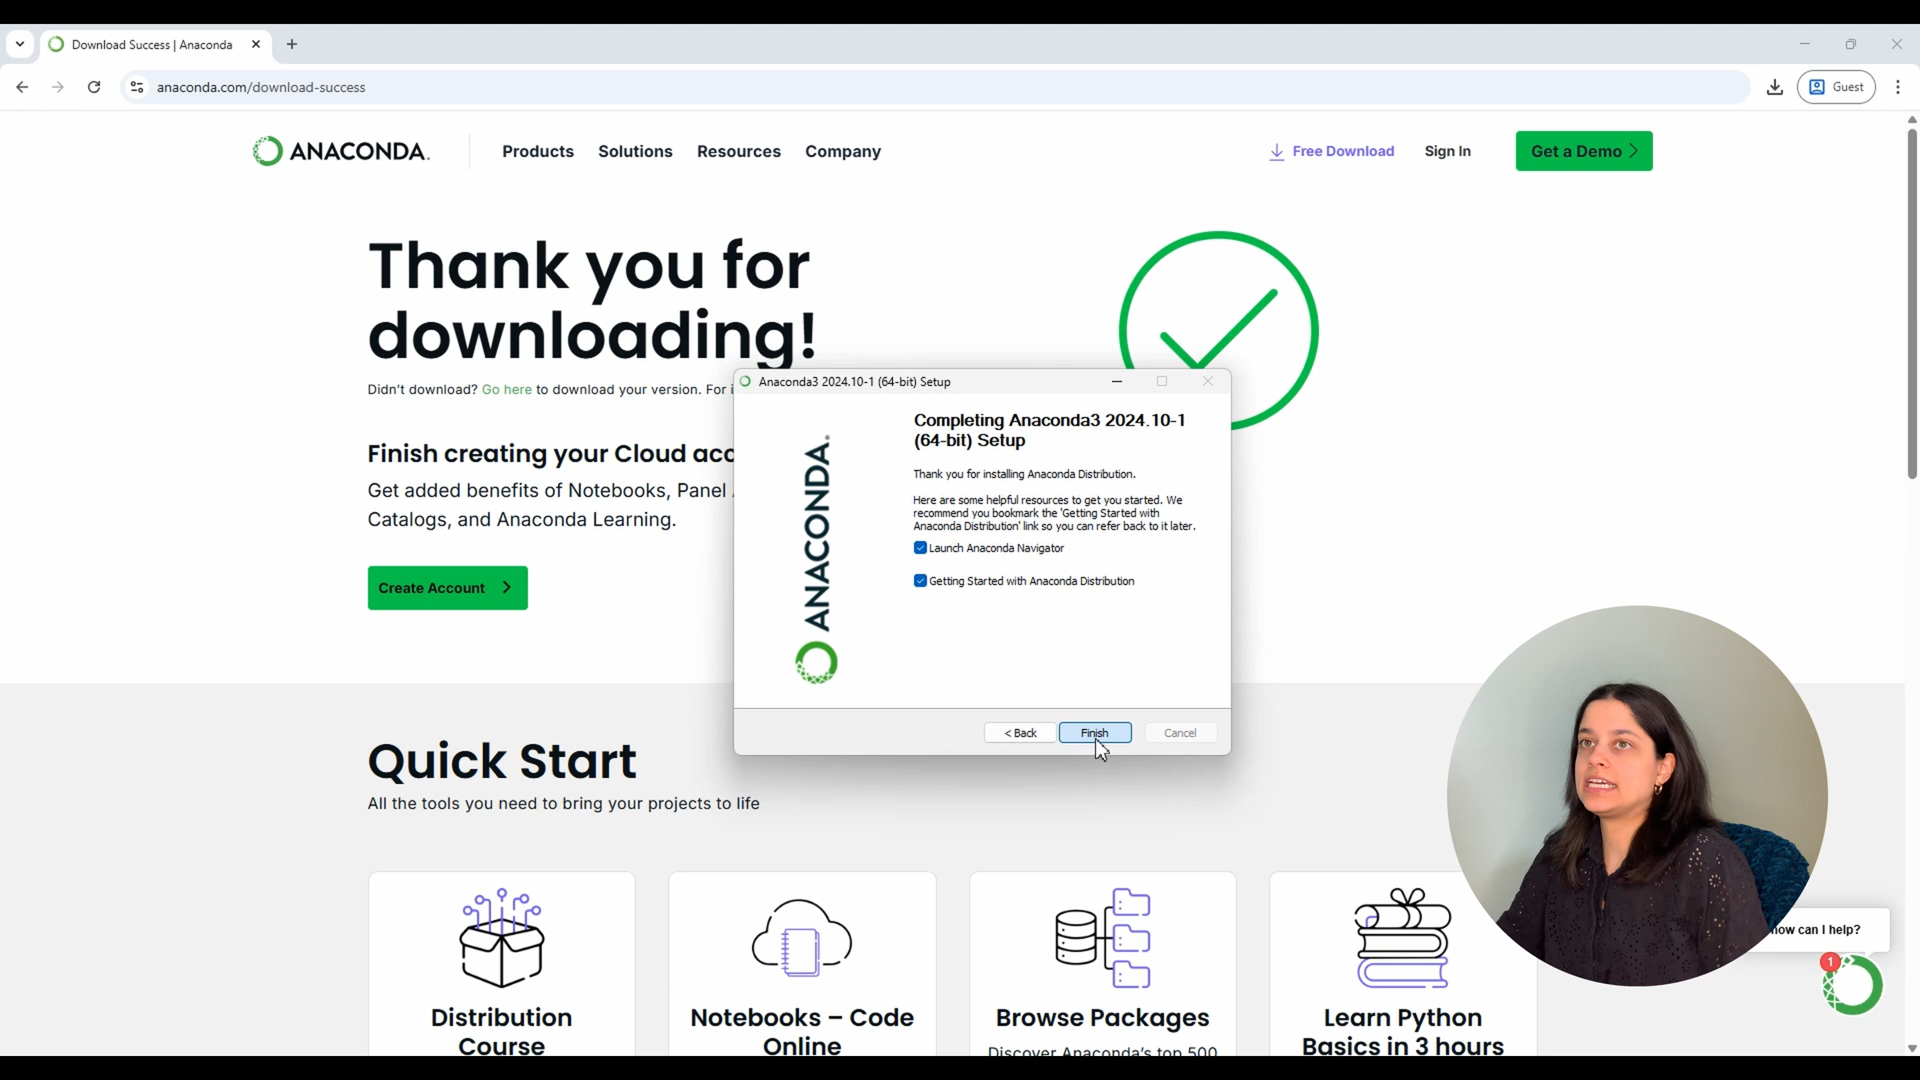 Download Success | Anaconda
anaconda.com/download-success
Guest
ANACONDA.
Products
Solutions
Resources
Company
Free Download
Sign In
Get a Demo
Thank you for
downloading!
Didn't download? Go here to download your version. For
Finish creating your Cloud
Get added benefits of Notebooks, Panel
Catalogs, and Anaconda Learning.
Create Account
Anaconda3 2024.10-1 (64-bit) Setup
ANACONDA.
Completing Anaconda3 2024.10-1
(64-bit) Setup
Thank you for installing Anaconda Distribution.
Here are some helpful resources to get you started. We
recommend you bookmark the 'Getting Started with
Anaconda Distribution' link so you can refer back to it later.
Launch Anaconda Navigator
Getting Started with Anaconda Distribution
< Back
Finish
Cancel
Quick Start
All the tools you need to bring your projects to life
Distribution
Course
Notebooks – Code
Online
Browse Packages
Discover Anaconda's top 500
Learn Python
Basics in 3 hours
how can I help?
1